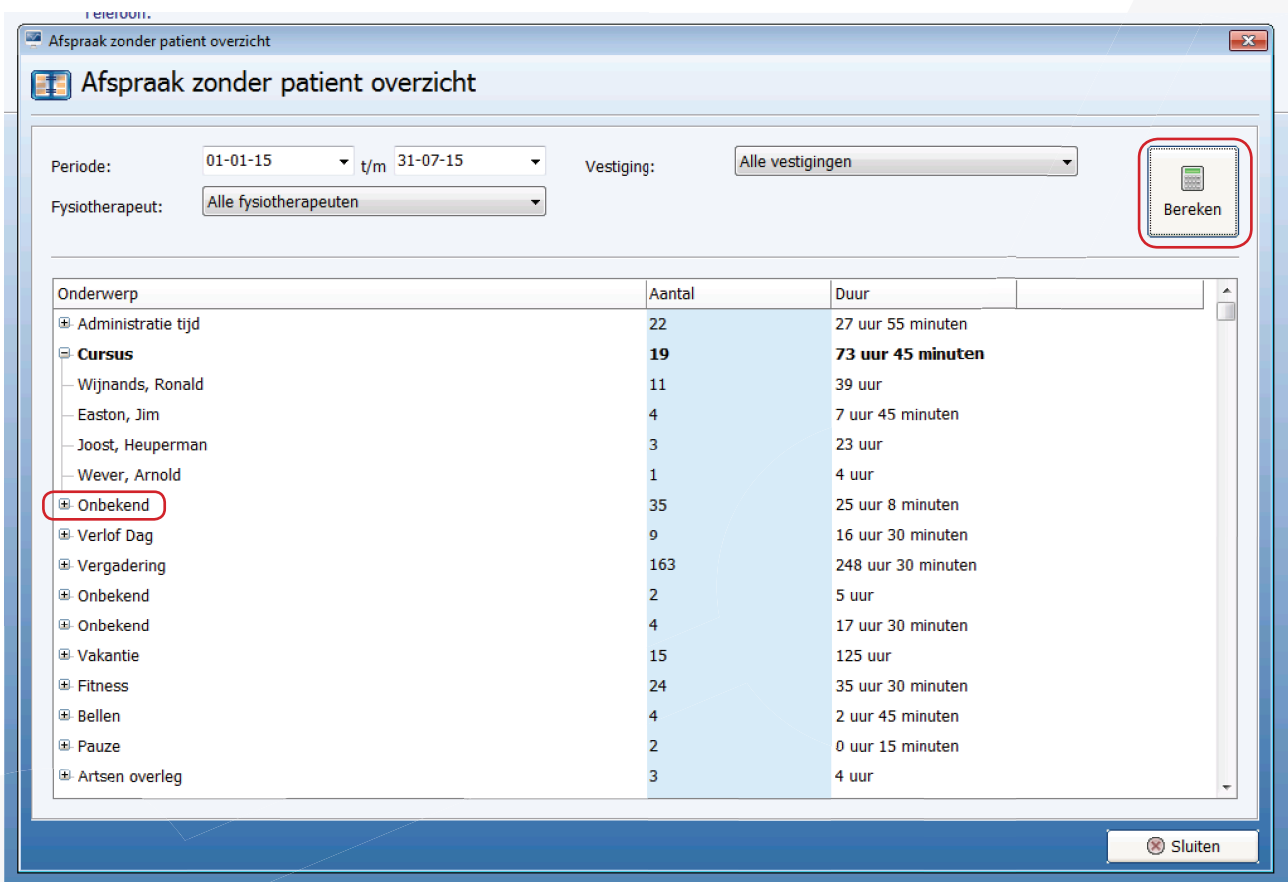 Telefoon:
Afspraak zonder patient overzicht
Afspraak zonder patient overzicht
Periode: 01-01-15 t/m 31-07-15 Vestiging: Alle vestigingen
Fysiotherapeut: Alle fysiotherapeuten
Bereken
Onderwerp Aantal Duur
Administratie tijd 22 27 uur 55 minuten
Cursus 19 73 uur 45 minuten
Wijnands, Ronald 11 39 uur
Easton, Jim 4 7 uur 45 minuten
Joost, Heuperman 3 23 uur
Wever, Arnold 1 4 uur
Onbekend 35 25 uur 8 minuten
Verlof Dag 9 16 uur 30 minuten
Vergadering 163 248 uur 30 minuten
Onbekend 2 5 uur
Onbekend 4 17 uur 30 minuten
Vakantie 15 125 uur
Fitness 24 35 uur 30 minuten
Bellen 4 2 uur 45 minuten
Pauze 2 0 uur 15 minuten
Artsen overleg 3 4 uur
Sluiten